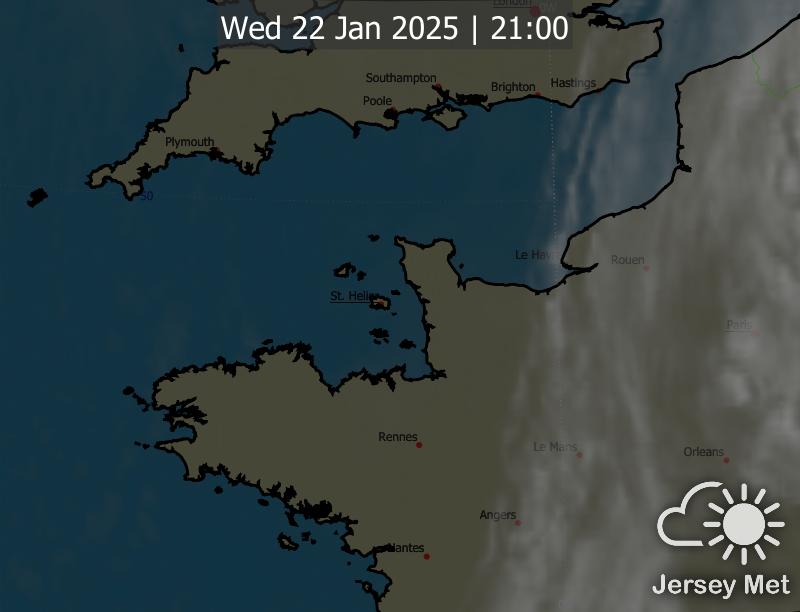 London
Wed 22 Jan 2025 | 21:00
Southampton
Brighton
Hastings
Poole
Plymouth
50
Le Hav
Rouen
St. Helier
Paris
Rennes
Le Mans
Orleans
Angers
Nantes
Jersey Met